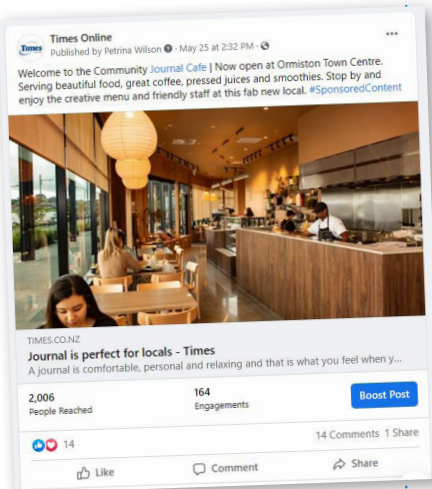 Times
Times Online
Published by Petrina Wilson · May 25 at 2:32 PM ·
Welcome to the Community Journal Cafe | Now open at Ormiston Town Centre.
Serving beautiful food, great coffee, pressed juices and smoothies. Stop by and
enjoy the creative menu and friendly staff at this fab new local. #SponsoredContent
TIMES.CO.NZ
Journal is perfect for locals - Times
A journal is comfortable, personal and relaxing and that is what you feel when y...
2,006
People Reached
164
Engagements
Boost Post
14
14 Comments 1 Share
Like
Comment
Share